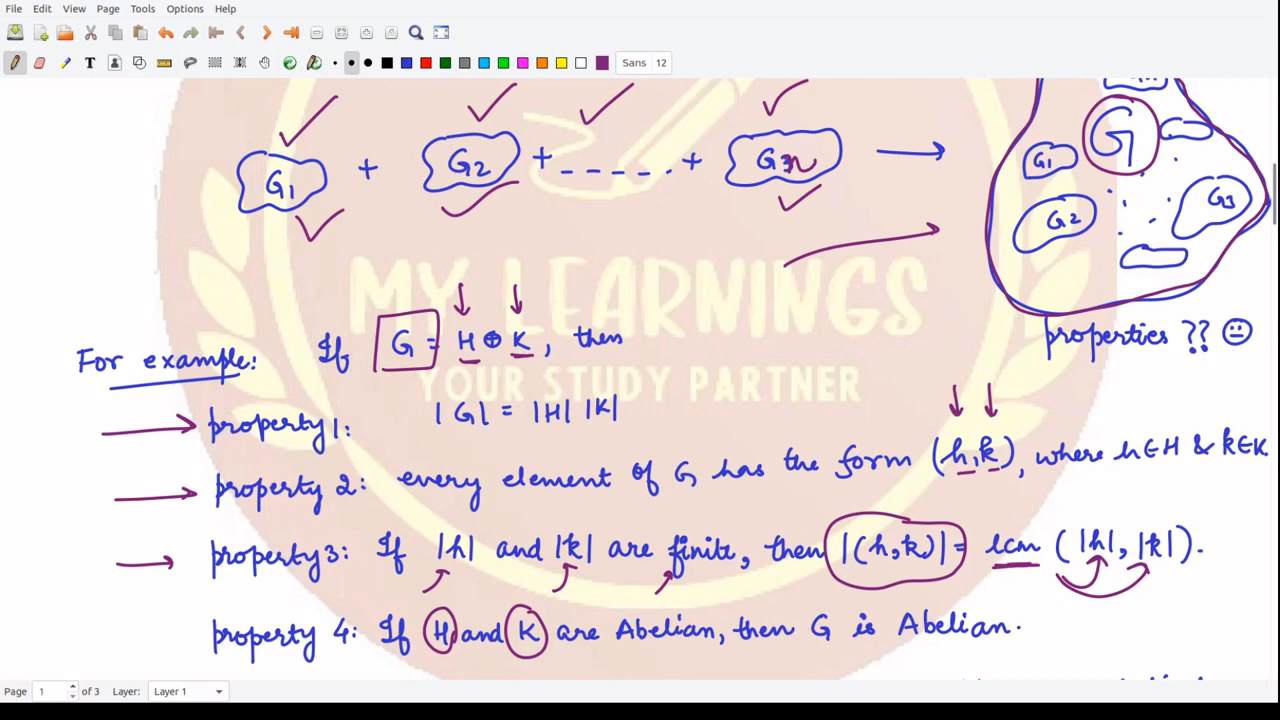 File Edit View Page Tools Options Help
Sans 12
G1 + G2 + ----- + Gn →
G
G1
G2
G3
MY LEARNINGS
YOUR STUDY PARTNER
properties ??
For example: If G = H ⊕ K, then
property 1: |G| = |H| |K|
property 2: every element of G has the form (h,k), where h∈H & k∈K
property 3: If |h| and |k| are finite, then |(h,k)| = lcm (|h|, |k|).
property 4: If H and K are Abelian, then G is Abelian.
Page 1 of 3 Layer: Layer 1